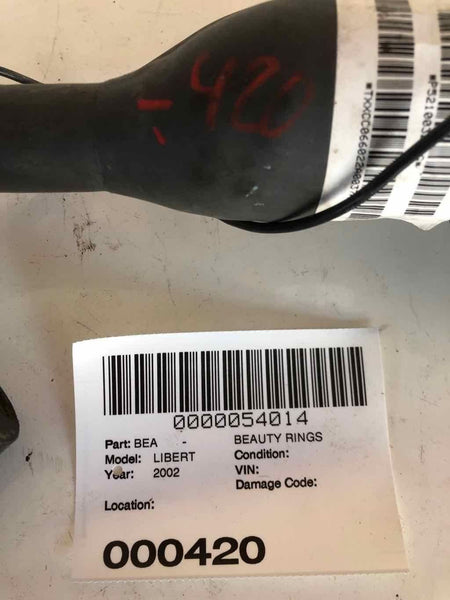 -420
0000054014
Part: BEA - BEAUTY RINGS
Model: LIBERT Condition:
Year: 2002 VIN:
Damage Code:
Location:
000420